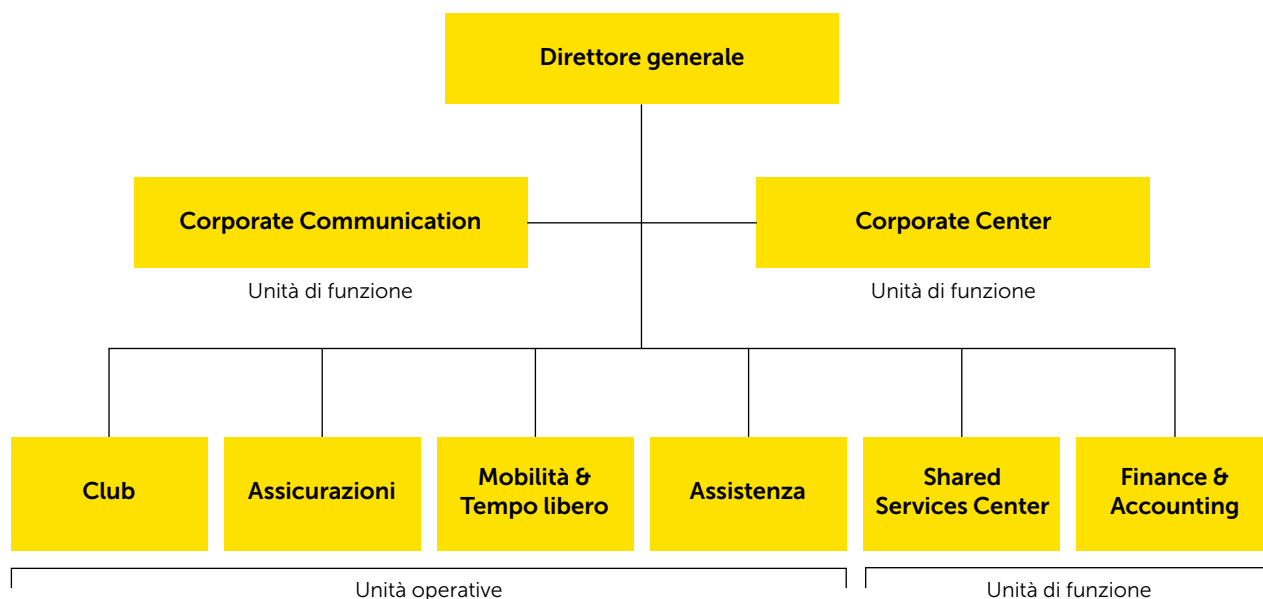 Direttore generale
Corporate Communication
Corporate Center
Unità di funzione
Unità di funzione
Club
Assicurazioni
Mobilità &
Tempo libero
Assistenza
Shared
Services Center
Finance &
Accounting
Unità operative
Unità di funzione